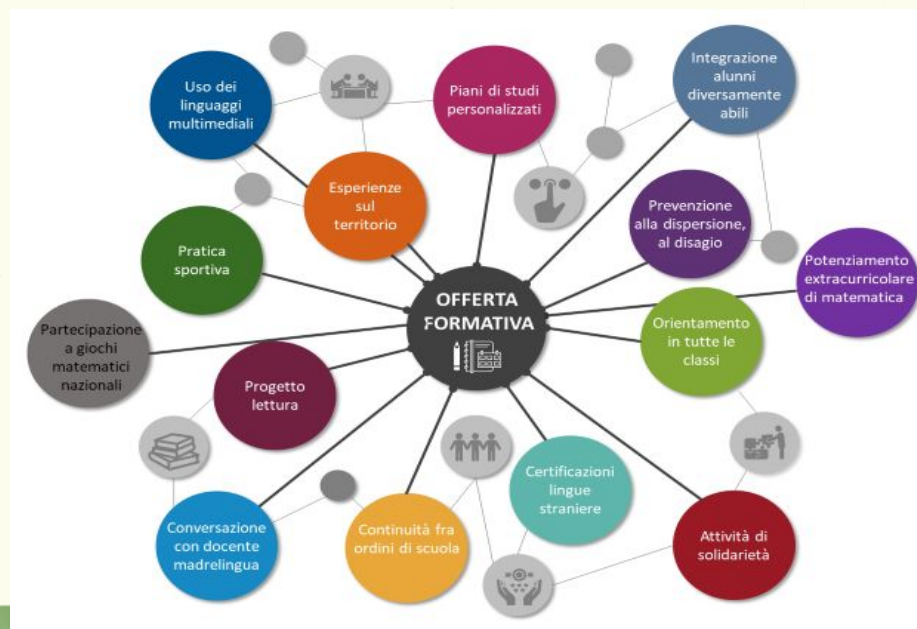 Uso dei
linguaggi
multimediali
Piani di studi
personalizzati
Integrazione
alunni
diversamente
abili
Esperienze
sul
territorio
Prevenzione
alla dispersione,
al disagio
Pratica
sportiva
Potenziamento
extracurricolare
di matematica
OFFERTA
FORMATIVA
Partecipazione
a giochi
matematici
nazionali
Orientamento
in tutte le
classi
Progetto
lettura
Certificazioni
lingue
straniere
Conversazione
con docente
madrelingua
Continuità fra
ordini di scuola
Attività di
solidarietà